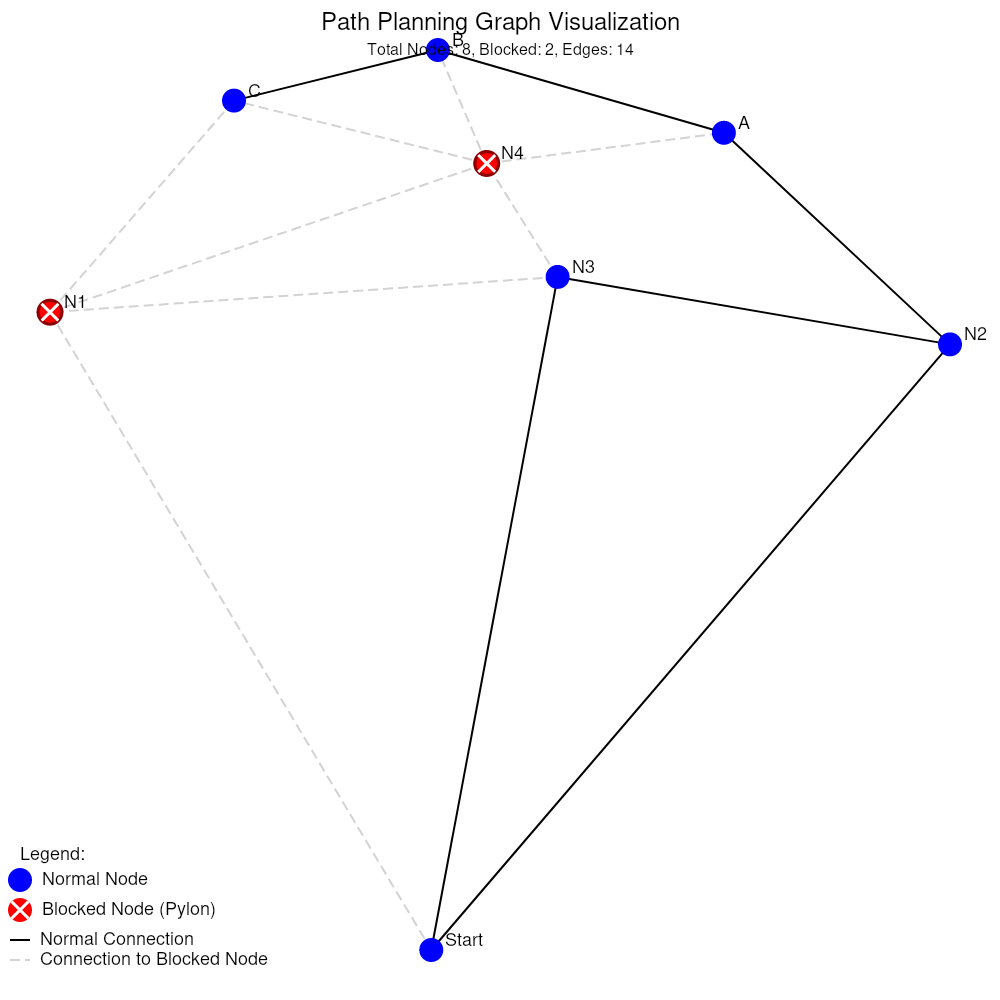 Path Planning Graph Visualization
Total Nodes: 8, Blocked: 2, Edges: 14
B
C
A
N4
N3
N1
N2
Start
Legend:
Normal Node
Blocked Node (Pylon)
Normal Connection
Connection to Blocked Node